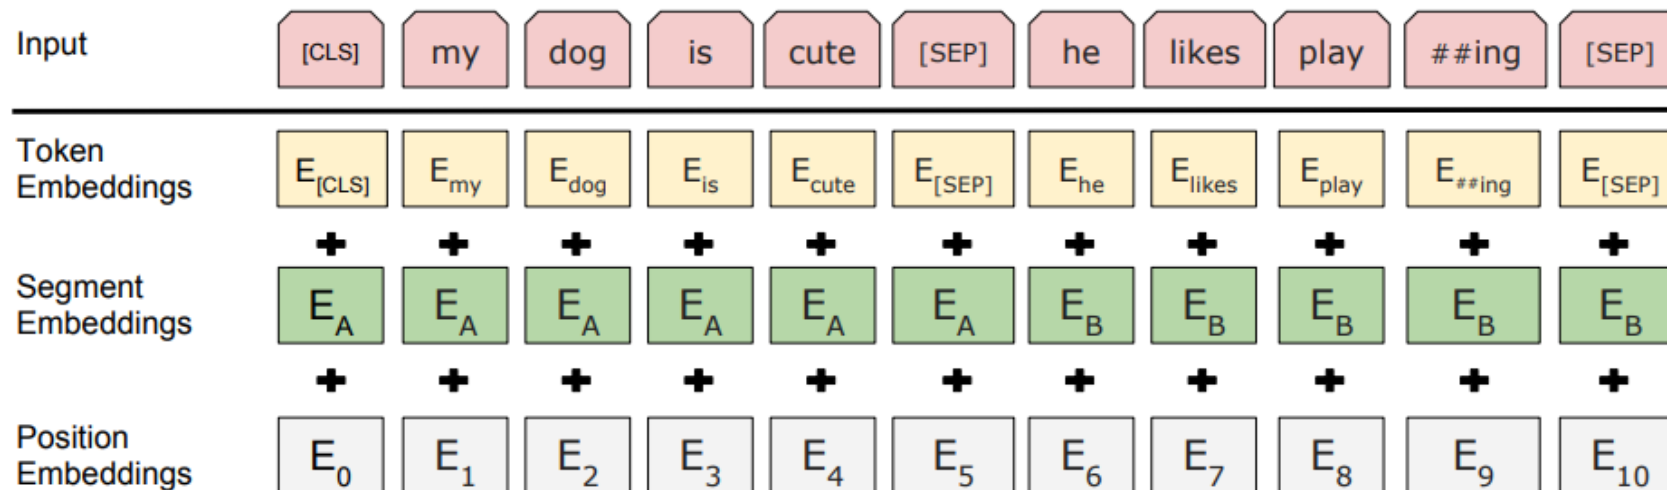 Input [CLS] my dog is cute [SEP] he likes play ##ing [SEP]
Token
Embeddings E[CLS] Emy Edog Eis Ecute E[SEP] Ehe Elikes Eplay E##ing E[SEP]
+ + + + + + + + + + +
Segment
Embeddings EA EA EA EA EA EA EB EB EB EB EB
+ + + + + + + + + + +
Position
Embeddings E0 E1 E2 E3 E4 E5 E6 E7 E8 E9 E10